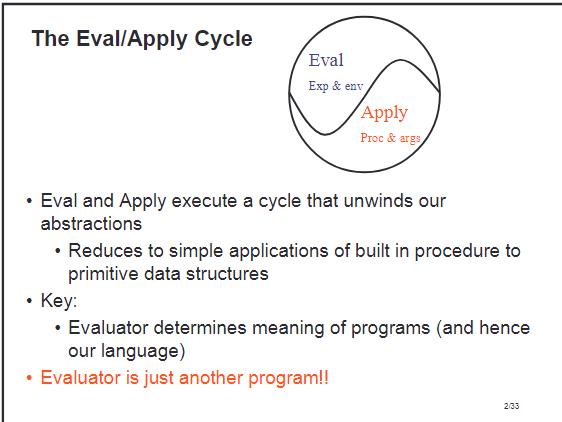 The Eval/Apply Cycle
Eval
Exp & env
Apply
Proc & args
• Eval and Apply execute a cycle that unwinds our
abstractions
• Reduces to simple applications of built in procedure to
primitive data structures
• Key:
• Evaluator determines meaning of programs (and hence
our language)
• Evaluator is just another program!!
2/33